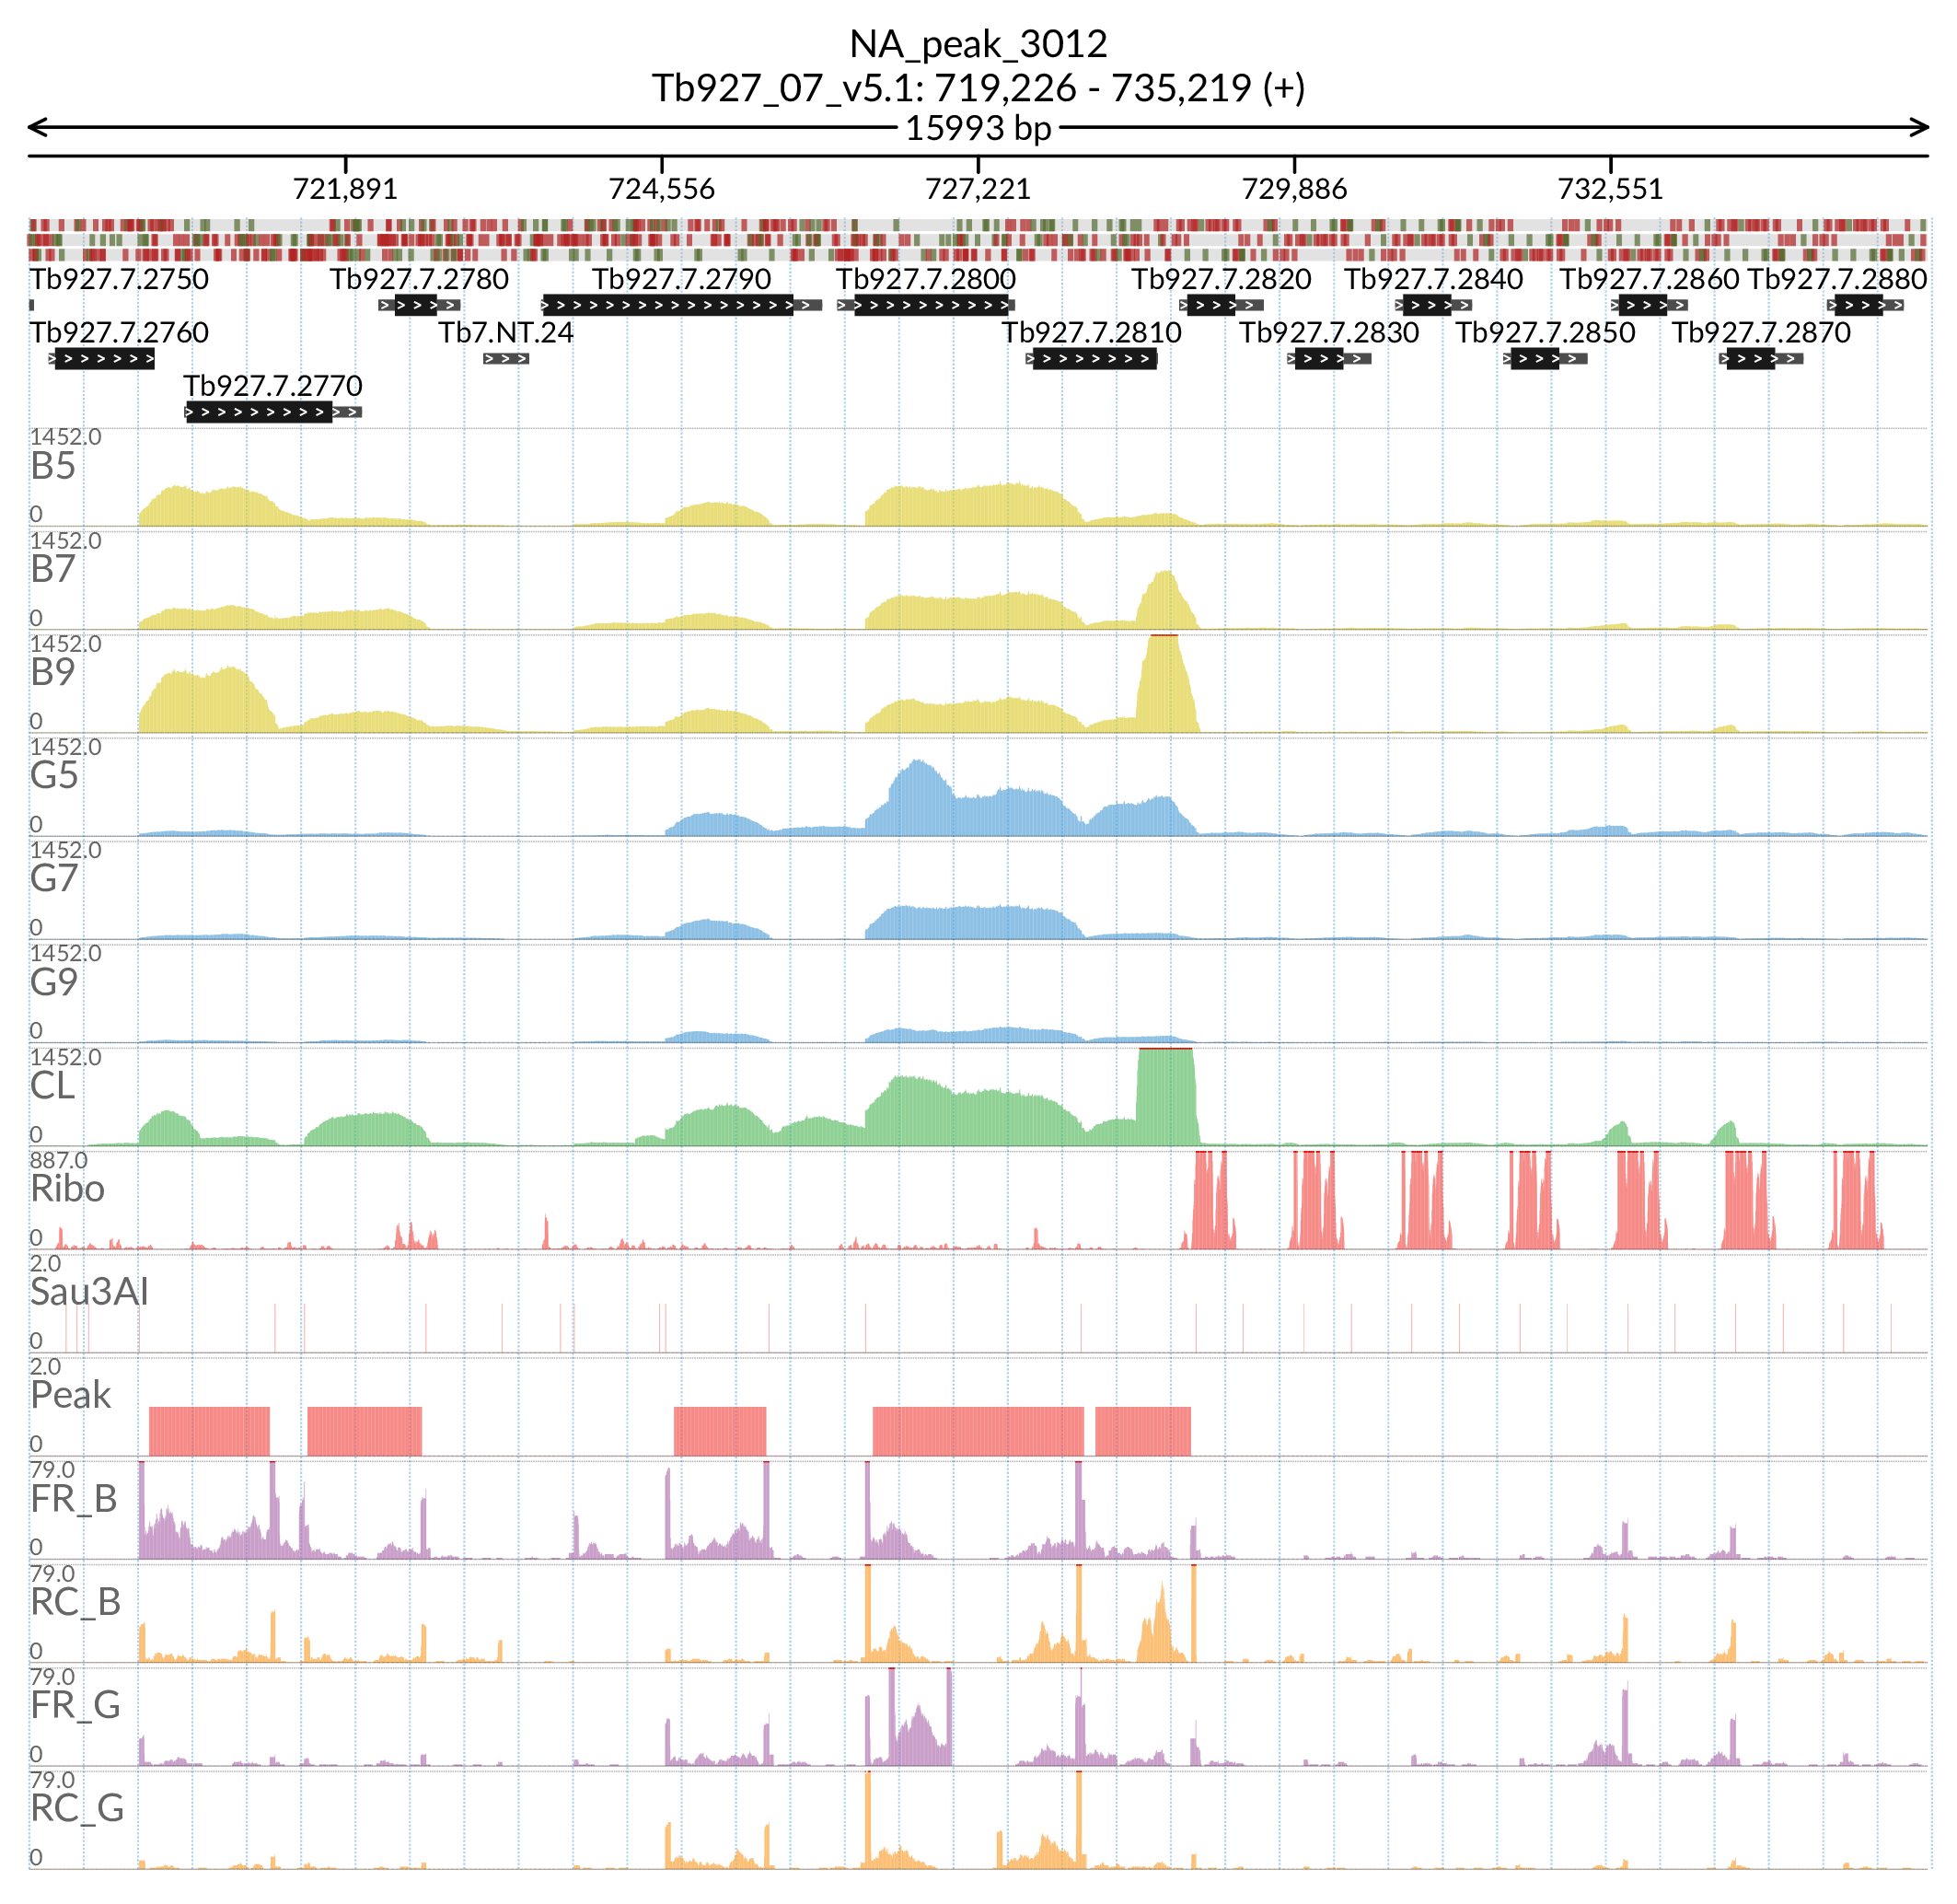 NA_peak_3012
Tb927_07_v5.1: 719,226 - 735,219 (+)
15993 bp
721,891 724,556 727,221 729,886 732,551
Tb927.7.2750 Tb927.7.2780 Tb927.7.2790 Tb927.7.2800 Tb927.7.2820 Tb927.7.2840 Tb927.7.2860 Tb927.7.2880
Tb927.7.2760 Tb7.NT.24 Tb927.7.2810 Tb927.7.2830 Tb927.7.2850 Tb927.7.2870
Tb927.7.2770
1452.0
B5
0
1452.0
B7
0
1452.0
B9
0
1452.0
G5
0
1452.0
G7
0
1452.0
G9
0
1452.0
CL
0
887.0
Ribo
0
2.0
Sau3AI
0
2.0
Peak
0
79.0
FR_B
0
79.0
RC_B
0
79.0
FR_G
0
79.0
RC_G
0